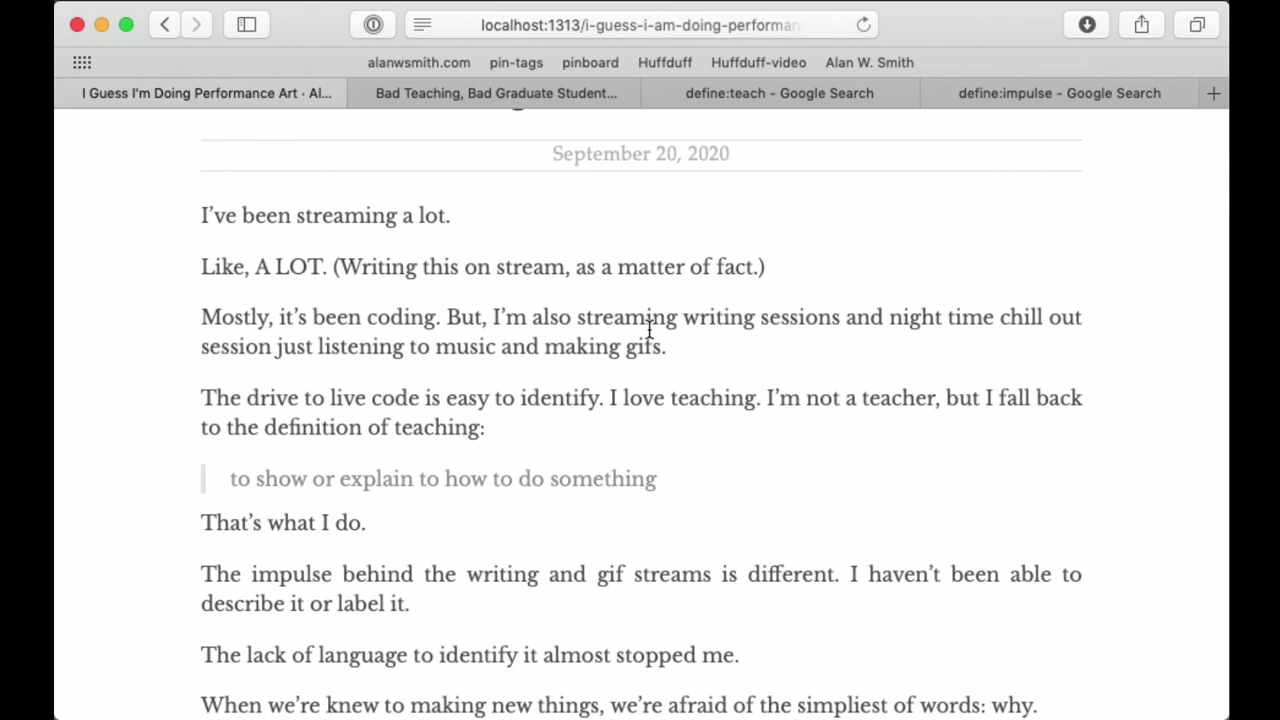 localhost:1313/i-guess-i-am-doing-performan
alanwsmith.com pin-tags pinboard Huffduff Huffduff-video Alan W. Smith
I Guess I'm Doing Performance Art · Al... Bad Teaching, Bad Graduate Student... define:teach - Google Search define:impulse - Google Search
September 20, 2020
I've been streaming a lot.
Like, A LOT. (Writing this on stream, as a matter of fact.)
Mostly, it's been coding. But, I'm also streaming writing sessions and night time chill out
session just listening to music and making gifs.
The drive to live code is easy to identify. I love teaching. I'm not a teacher, but I fall back
to the definition of teaching:
to show or explain to how to do something
That's what I do.
The impulse behind the writing and gif streams is different. I haven't been able to
describe it or label it.
The lack of language to identify it almost stopped me.
When we're knew to making new things, we're afraid of the simpliest of words: why.